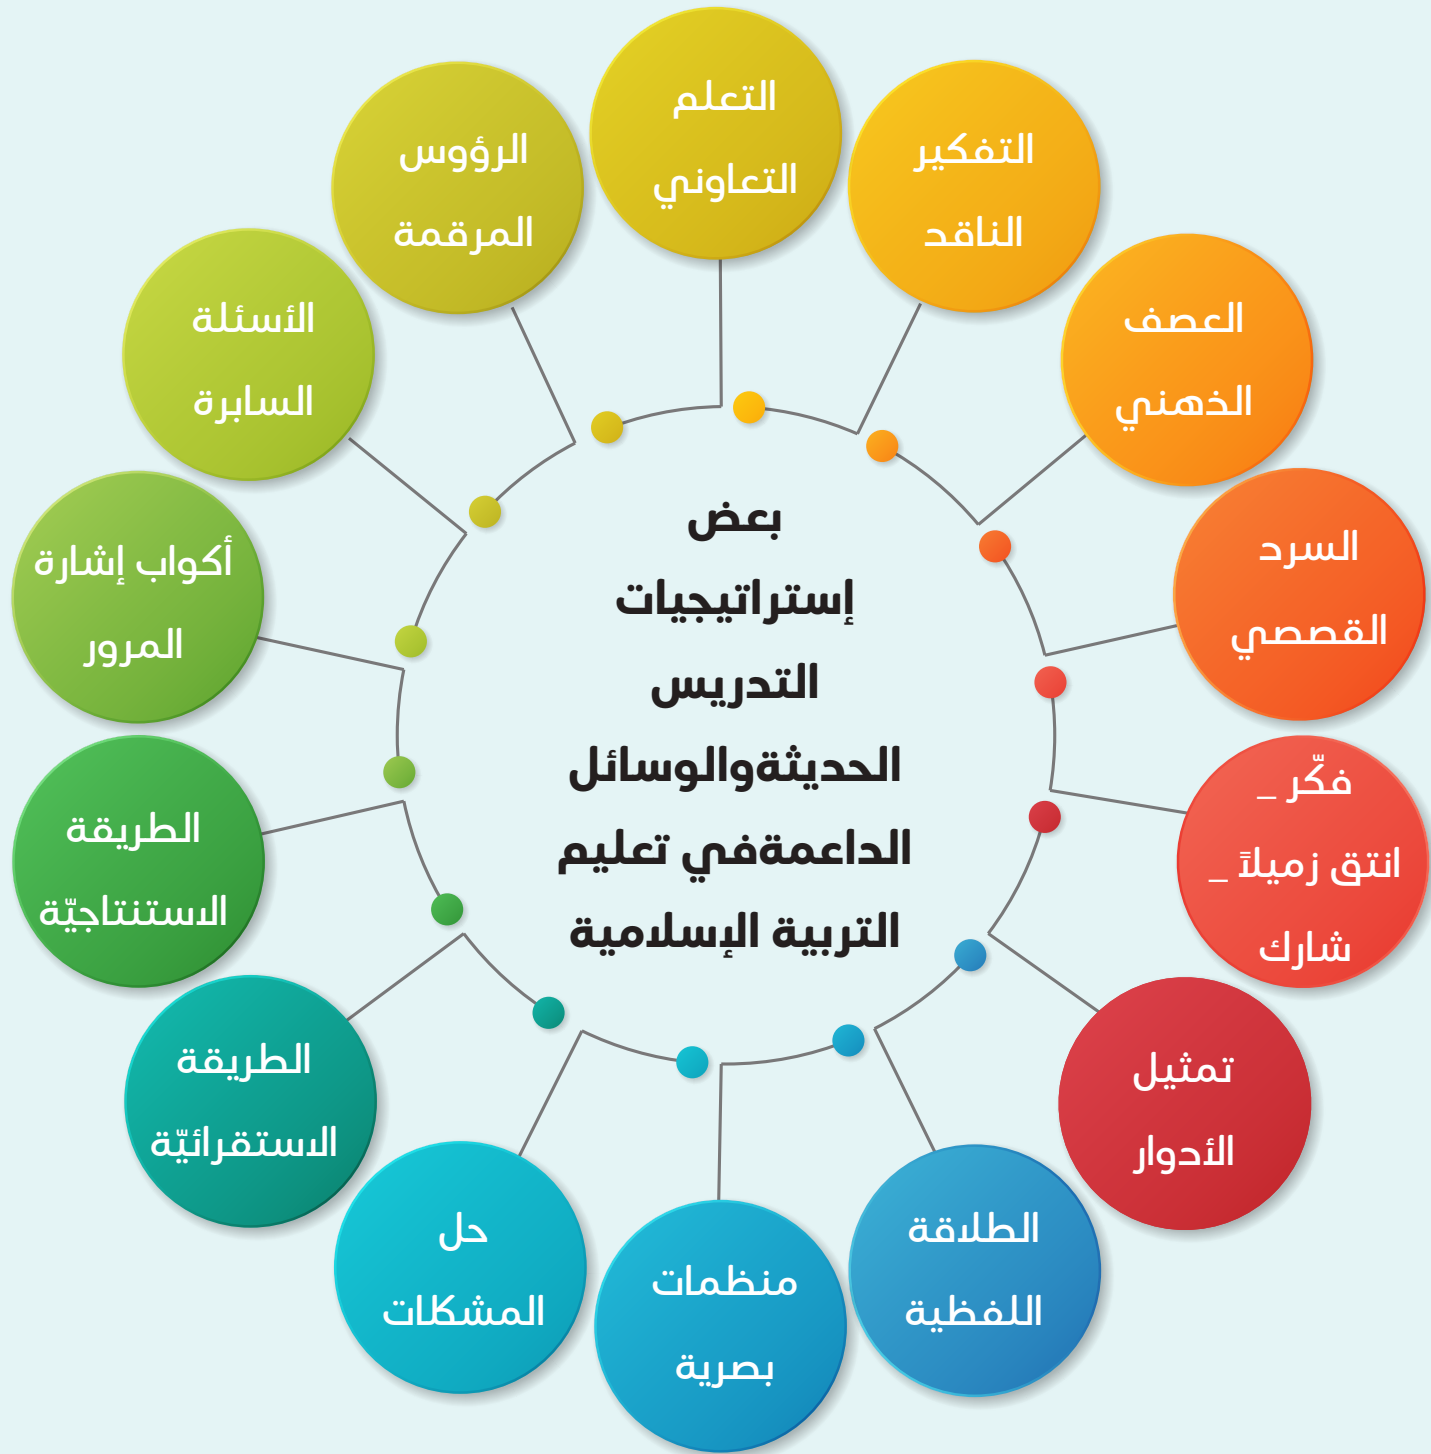 بعض
إستراتيجيات
التدريس
الحديثةوالوسائل
الداعمةفي تعليم
التربية الإسلامية
التعلم
التعاوني
التفكير
الناقد
العصف
الذهني
السرد
القصصي
فكّر _
انتق زميلاً _
شارك
تمثيل
الأدوار
الطلاقة
اللفظية
منظمات
بصرية
حل
المشكلات
الطريقة
الاستقرائيّة
الطريقة
الاستنتاجيّة
أكواب إشارة
المرور
الأسئلة
السابرة
الرؤوس
المرقمة